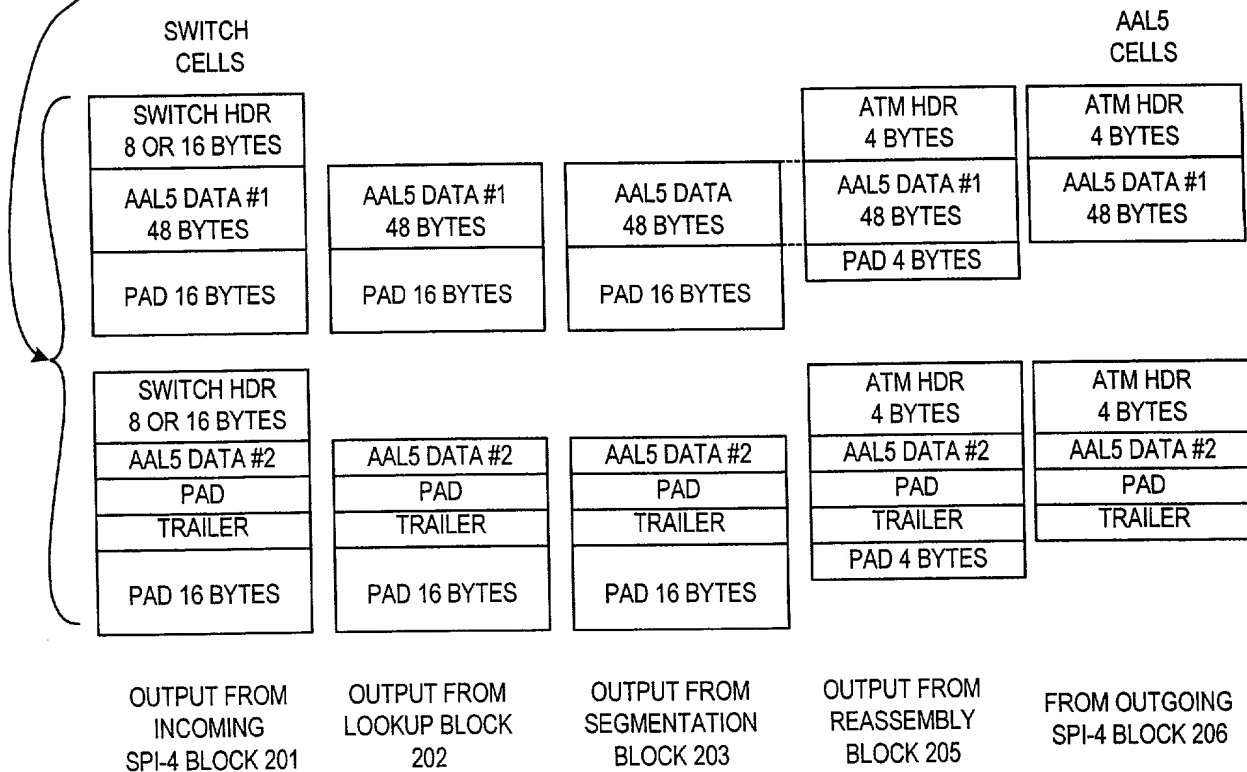 SWITCH
CELLS
AAL5
CELLS
SWITCH HDR
8 OR 16 BYTES
AAL5 DATA #1
48 BYTES
PAD 16 BYTES
AAL5 DATA #1
48 BYTES
PAD 16 BYTES
AAL5 DATA
48 BYTES
PAD 16 BYTES
ATM HDR
4 BYTES
AAL5 DATA #1
48 BYTES
PAD 4 BYTES
ATM HDR
4 BYTES
AAL5 DATA #1
48 BYTES
SWITCH HDR
8 OR 16 BYTES
AAL5 DATA #2
PAD
TRAILER
PAD 16 BYTES
AAL5 DATA #2
PAD
TRAILER
PAD 16 BYTES
AAL5 DATA #2
PAD
TRAILER
PAD 16 BYTES
ATM HDR
4 BYTES
AAL5 DATA #2
PAD
TRAILER
PAD 4 BYTES
ATM HDR
4 BYTES
AAL5 DATA #2
PAD
TRAILER
OUTPUT FROM
INCOMING
SPI-4 BLOCK 201
OUTPUT FROM
LOOKUP BLOCK
202
OUTPUT FROM
SEGMENTATION
BLOCK 203
OUTPUT FROM
REASSEMBLY
BLOCK 205
FROM OUTGOING
SPI-4 BLOCK 206